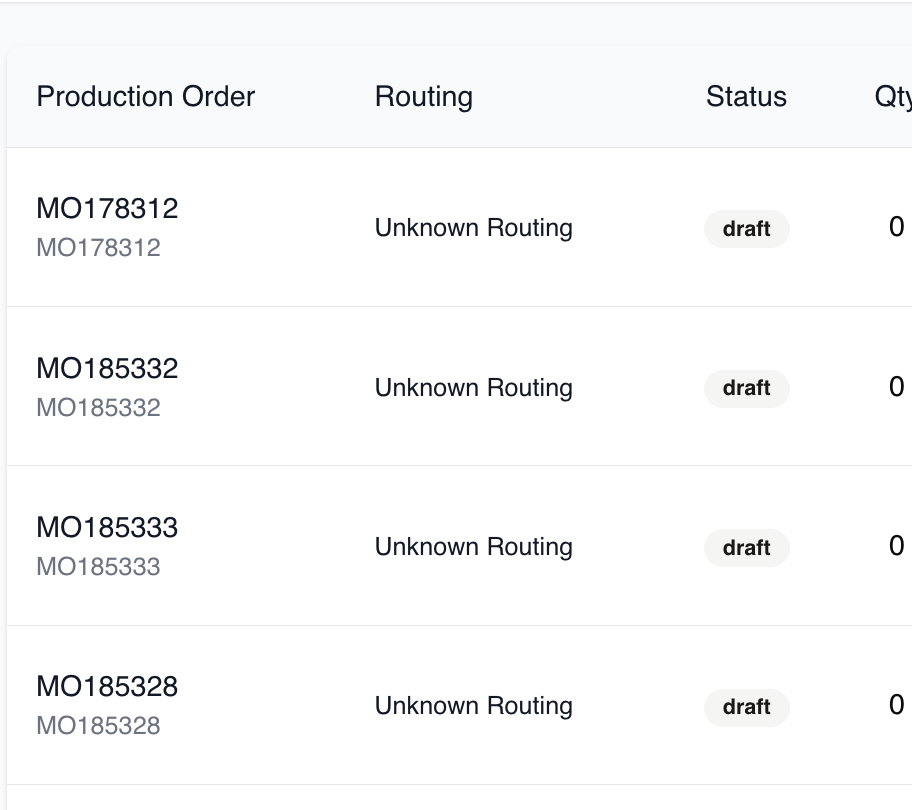 Production Order Routing Status Qty
MO178312
MO178312
Unknown Routing draft 0
MO185332
MO185332
Unknown Routing draft 0
MO185333
MO185333
Unknown Routing draft 0
MO185328
MO185328
Unknown Routing draft 0